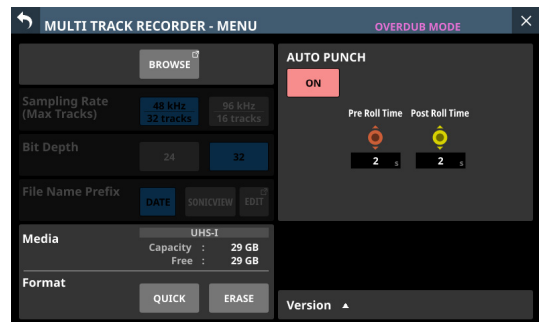 MULTI TRACK RECORDER - MENU
OVERDUB MODE
BROWSE
Sampling Rate
(Max Tracks)
48 kHz
32 tracks
96 kHz
16 tracks
Bit Depth
24
32
File Name Prefix
DATE
SONICVIEW
EDIT
Media
UHS-I
Capacity : 29 GB
Free : 29 GB
Format
QUICK
ERASE
AUTO PUNCH
ON
Pre Roll Time
Post Roll Time
2 s
2 s
Version